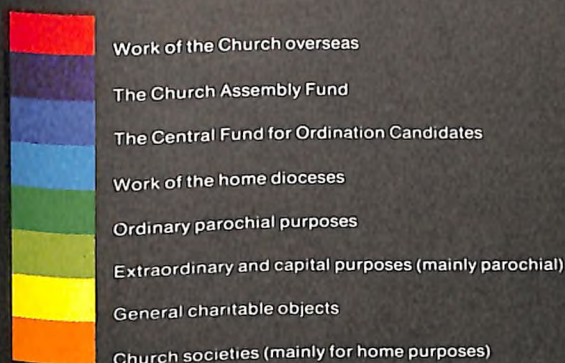 Work of the Church overseas
The Church Assembly Fund
The Central Fund for Ordination Candidates
Work of the home dioceses
Ordinary parochial purposes
Extraordinary and capital purposes (mainly parochial)
General charitable objects
Church societies (mainly for home purposes)